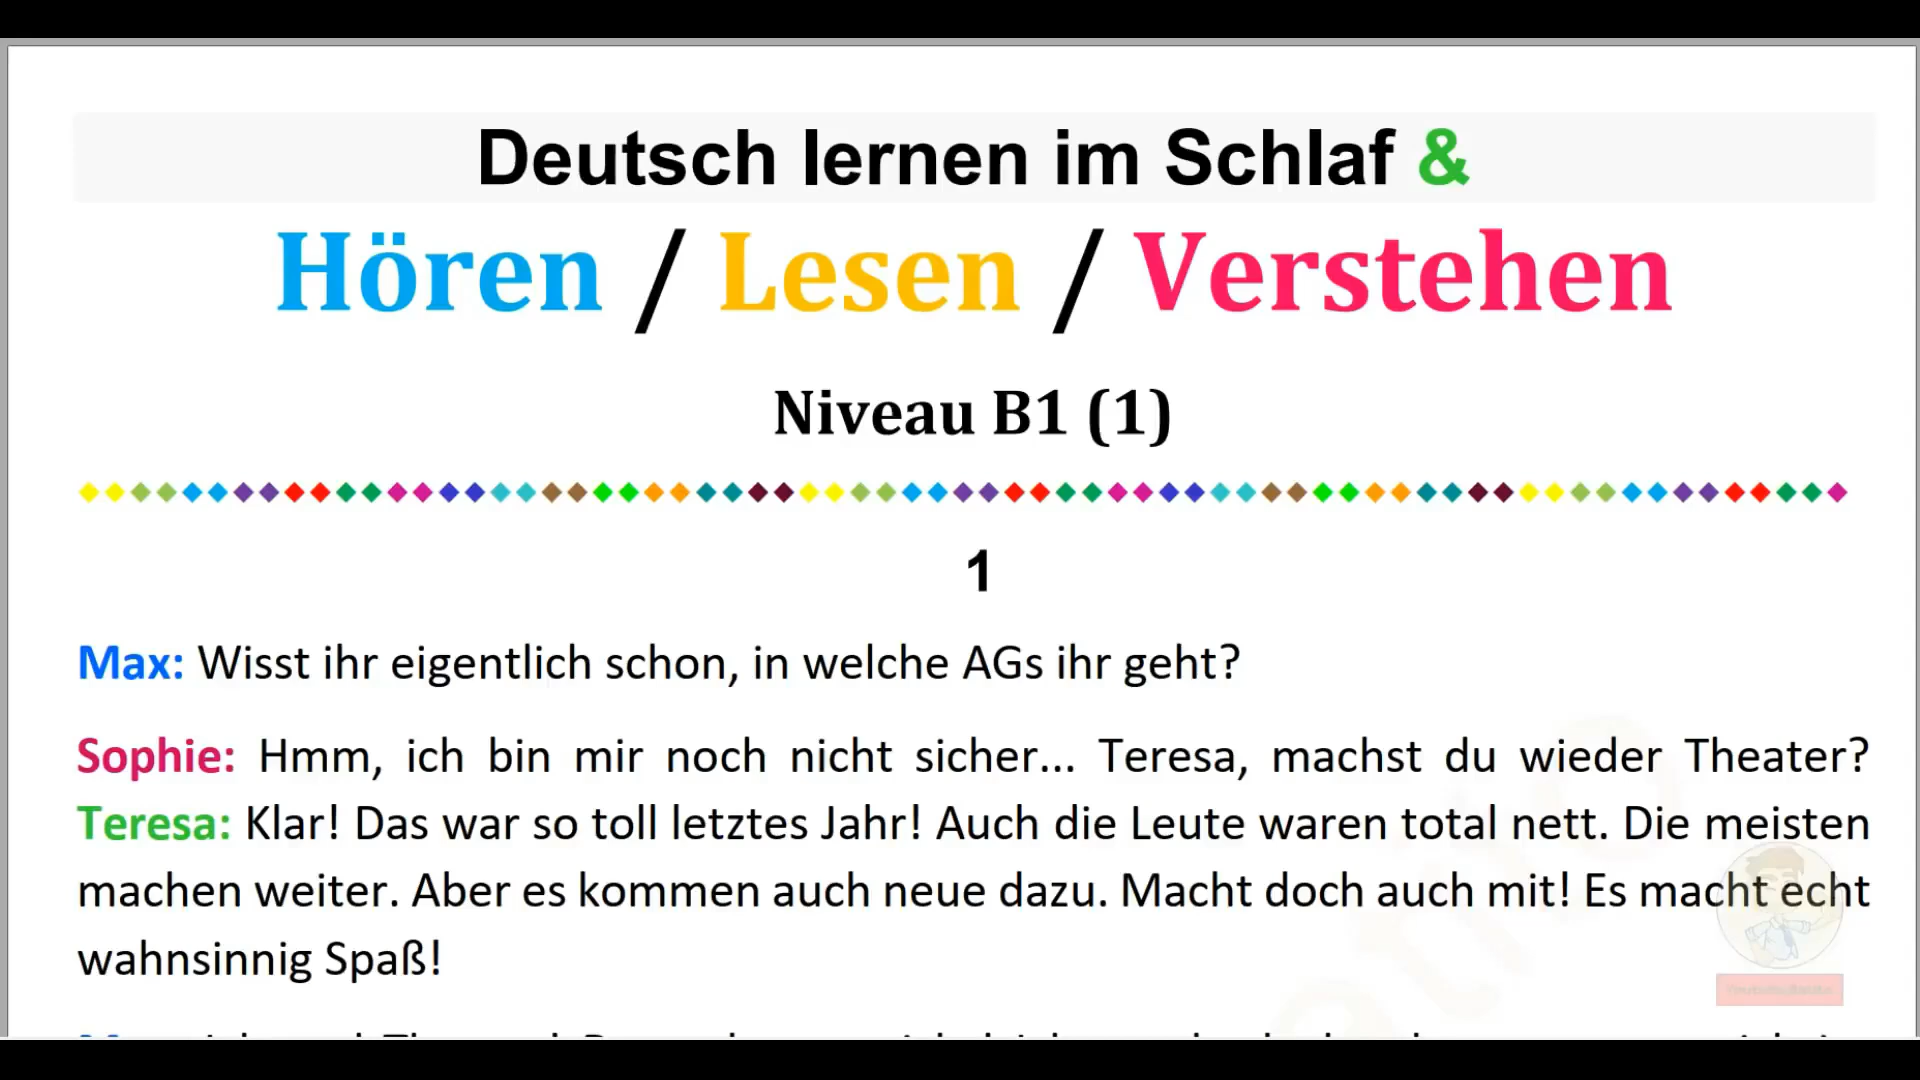 Deutsch lernen im Schlaf &
Hören / Lesen / Verstehen
Niveau B1 (1)
1
Max: Wisst ihr eigentlich schon, in welche AGs ihr geht?
Sophie: Hmm, ich bin mir noch nicht sicher... Teresa, machst du wieder Theater?
Teresa: Klar! Das war so toll letztes Jahr! Auch die Leute waren total nett. Die meisten
machen weiter. Aber es kommen auch neue dazu. Macht doch auch mit! Es macht echt
wahnsinnig Spaß!